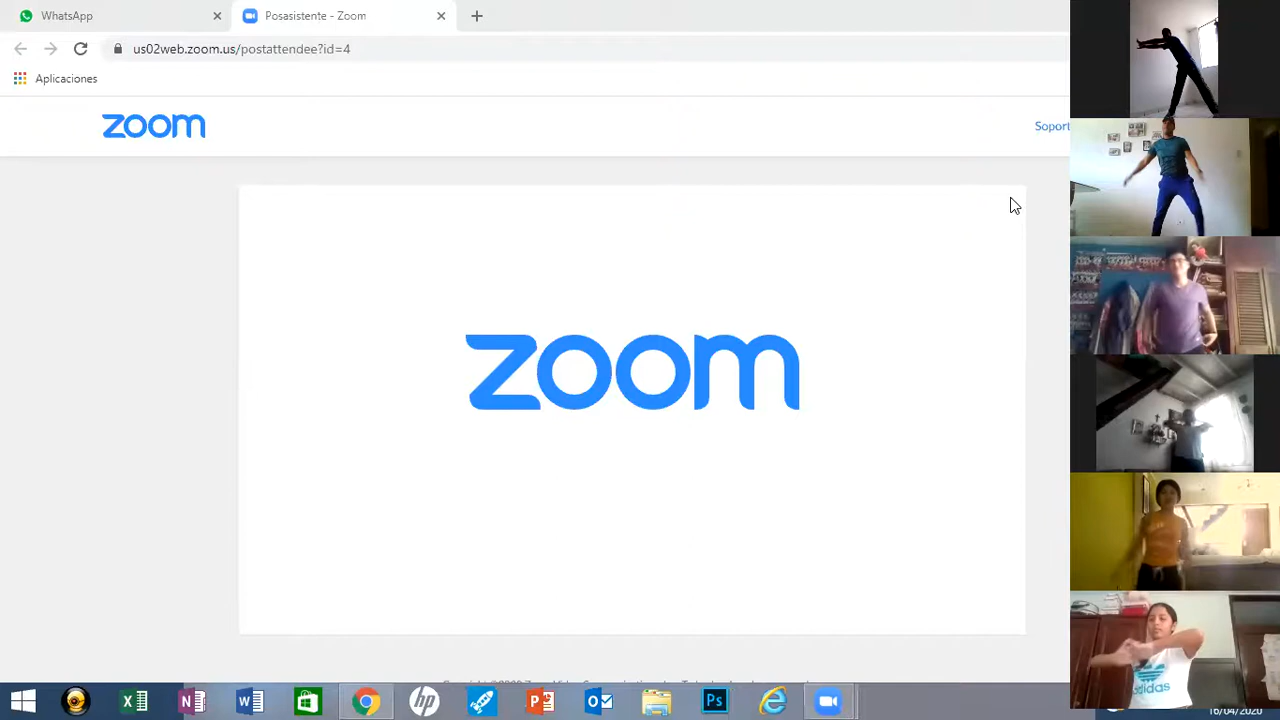 WhatsApp
Posasistente - Zoom
us02web.zoom.us/postattendee?id=4
Aplicaciones
zoom
Soport
zoom
adidas
16/04/2020